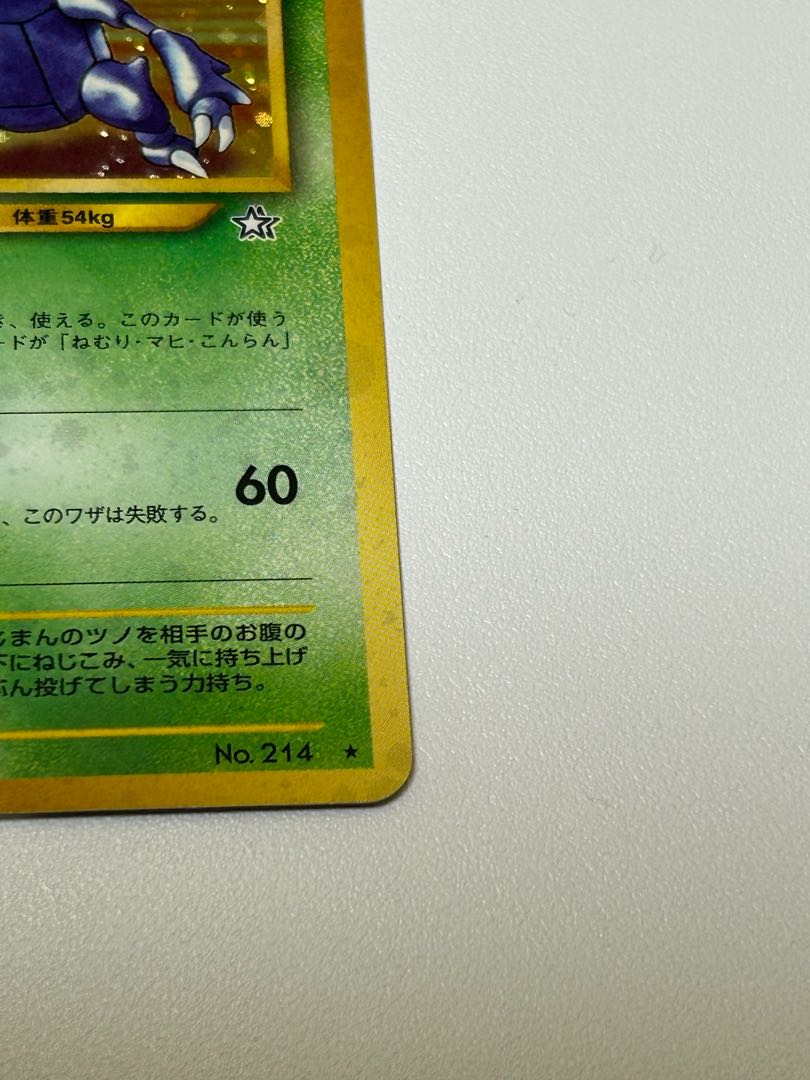 体重54kg
、使える。このカードが使う
ードが「ねむり・マヒ・こんらん」
60
、このワザは失敗する。
まんのツノを相手のお腹の
下にねじこみ、一気に持ち上げ
ぶん投げてしまう力持ち。
No. 214 ★